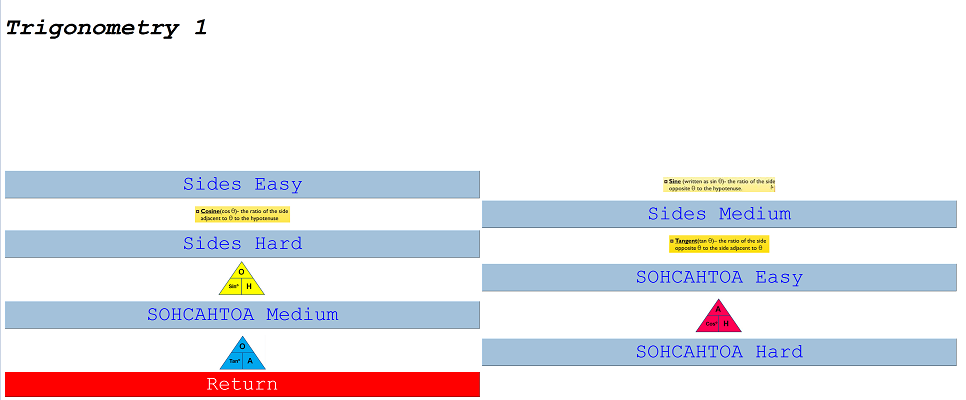 Trigonometry 1
Sides Easy
Sine (written as sin θ)- the ratio of the side
opposite θ to the hypotenuse.
Cosine(cos θ)- the ratio of the side
adjacent to θ to the hypotenuse
Sides Medium
Sides Hard
Tangent(tan θ)- the ratio of the side
opposite θ to the side adjacent to θ
O
Sin° H
SOHCAHTOA Easy
SOHCAHTOA Medium
A
Cos° H
O
Tan° A
SOHCAHTOA Hard
Return